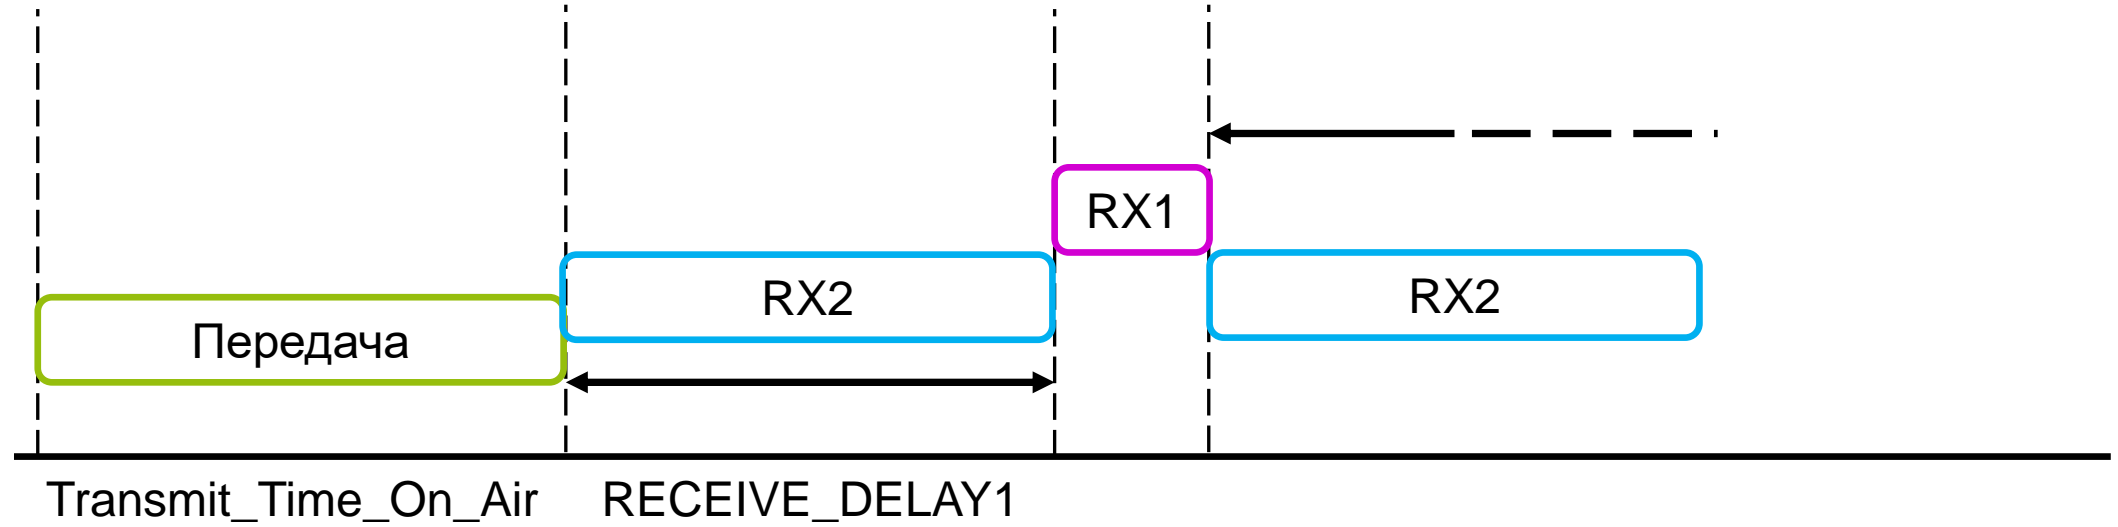 RX1
RX2
RX2
Передача
Transmit_Time_On_Air
RECEIVE_DELAY1